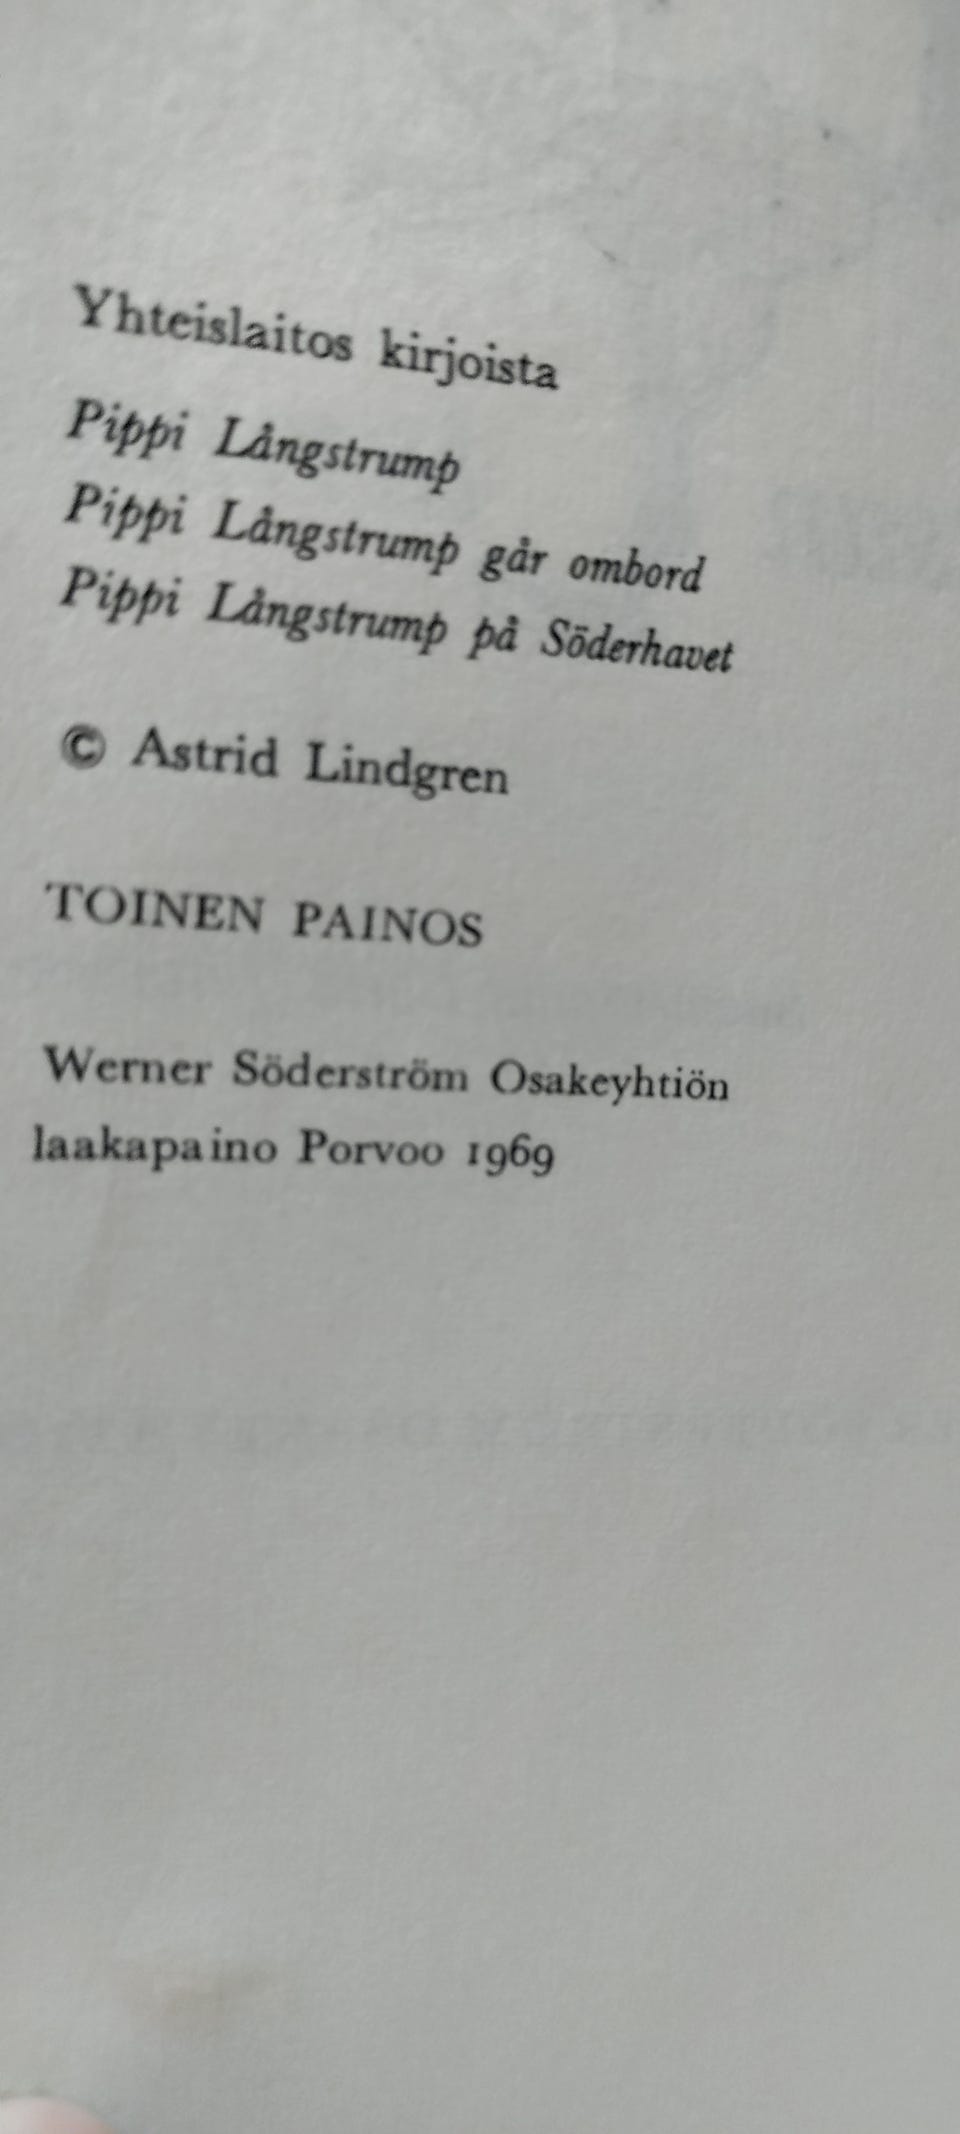 Yhteislaitos kirjoista
Pippi Långstrump
Pippi Långstrump går ombord
Pippi Långstrump på Söderhavet
© Astrid Lindgren
TOINEN PAINOS
Werner Söderström Osakeyhtiön
laakapaino Porvoo 1969